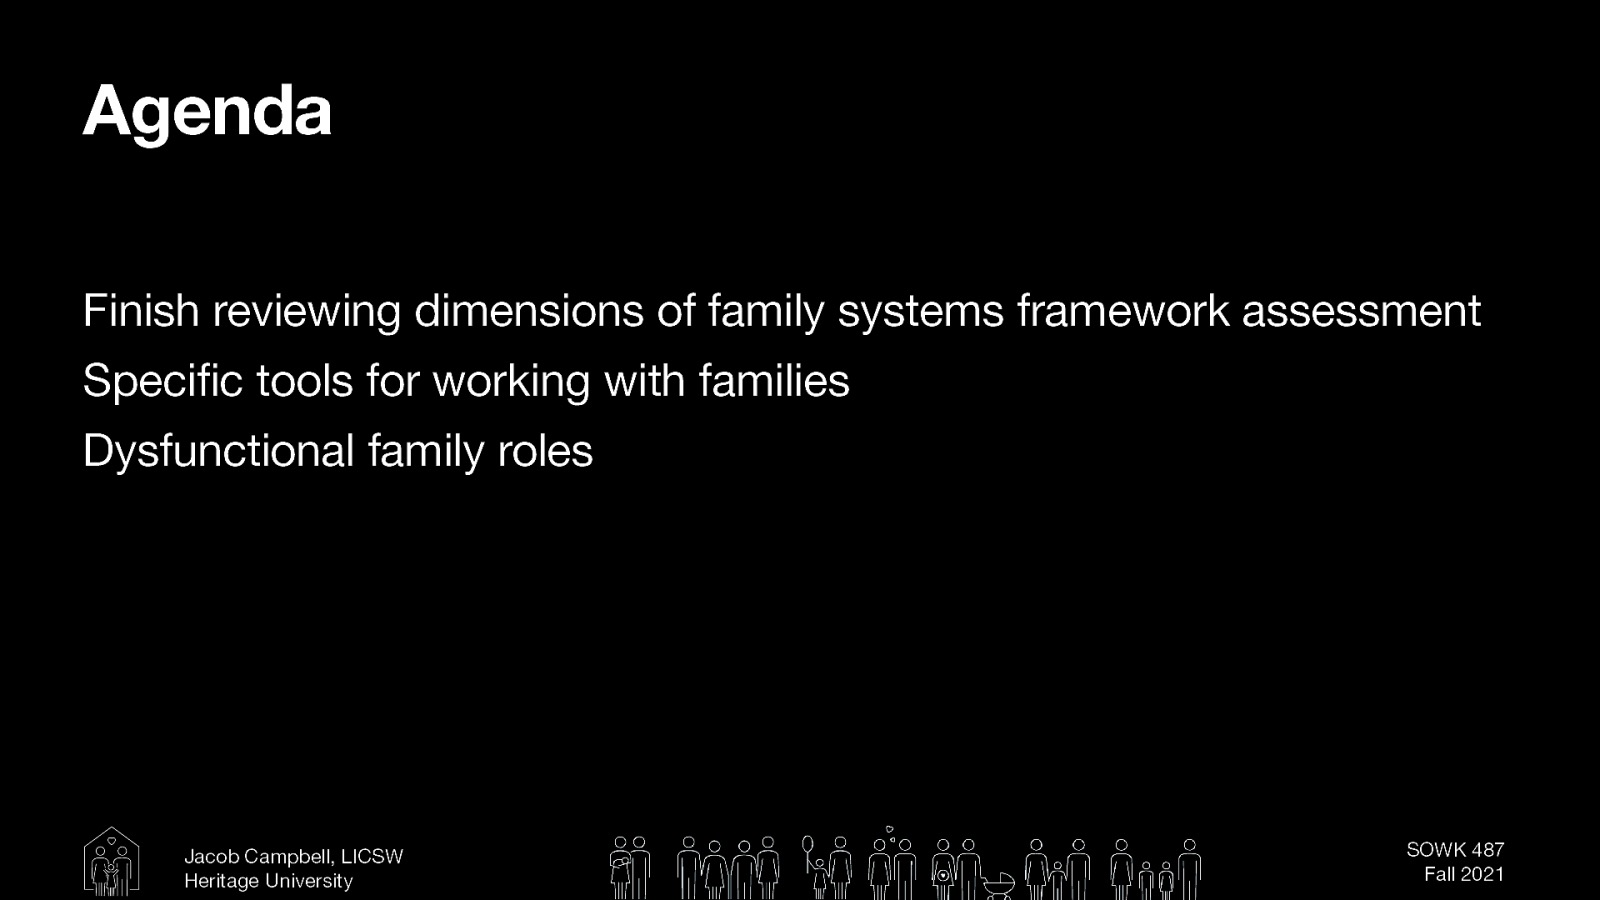 Agenda
Finish reviewing dimensions of family systems framework assessment
Specific tools for working with families
Dysfunctional family roles
Jacob Campbell, LICSW
Heritage University
SOWK 487
Fall 2021